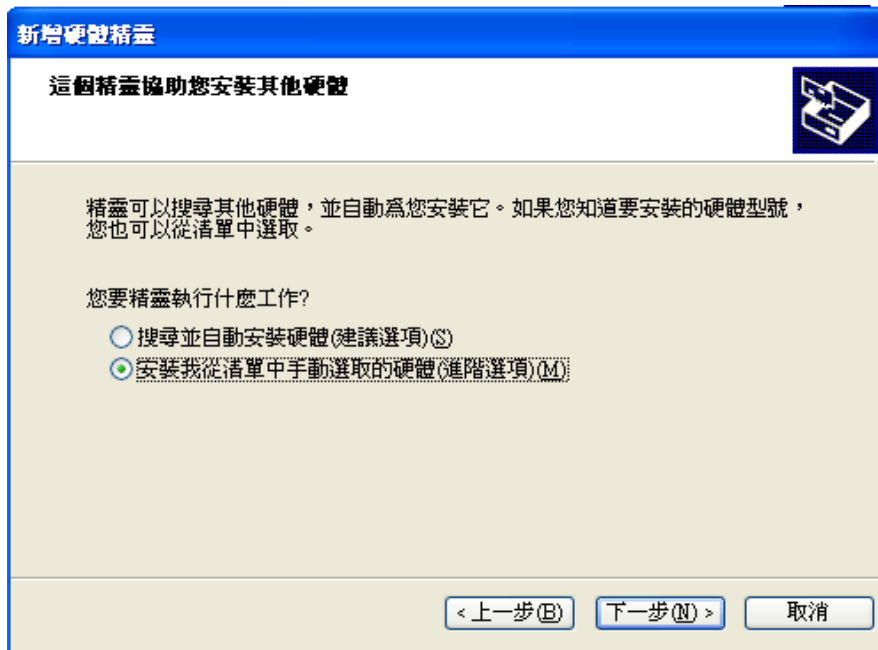 新增硬體精靈
這個精靈協助您安裝其他硬體
精靈可以搜尋其他硬體，並自動為您安裝它。如果您知道要安裝的硬體型號，
您也可以從清單中選取。
您要精靈執行什麼工作?
搜尋並自動安裝硬體(建議選項)(S)
安裝我從清單中手動選取的硬體(進階選項)(M)
<上一步(B)
下一步(N) >
取消